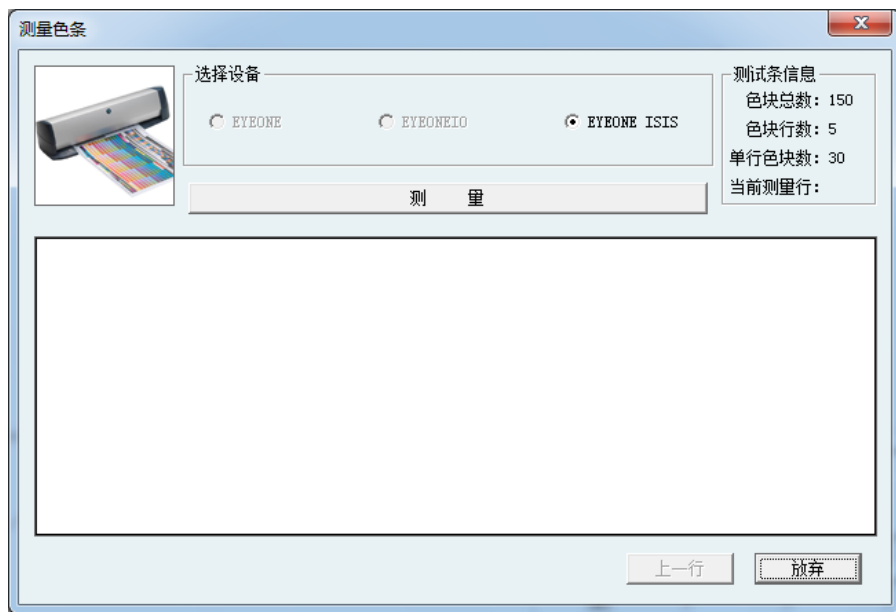 测量色条
选择设备
EYEONE
EYEONEIO
EYEONE ISIS
测 量
测试条信息
色块总数: 150
色块行数: 5
单行色块数: 30
当前测量行:
上一行
放弃